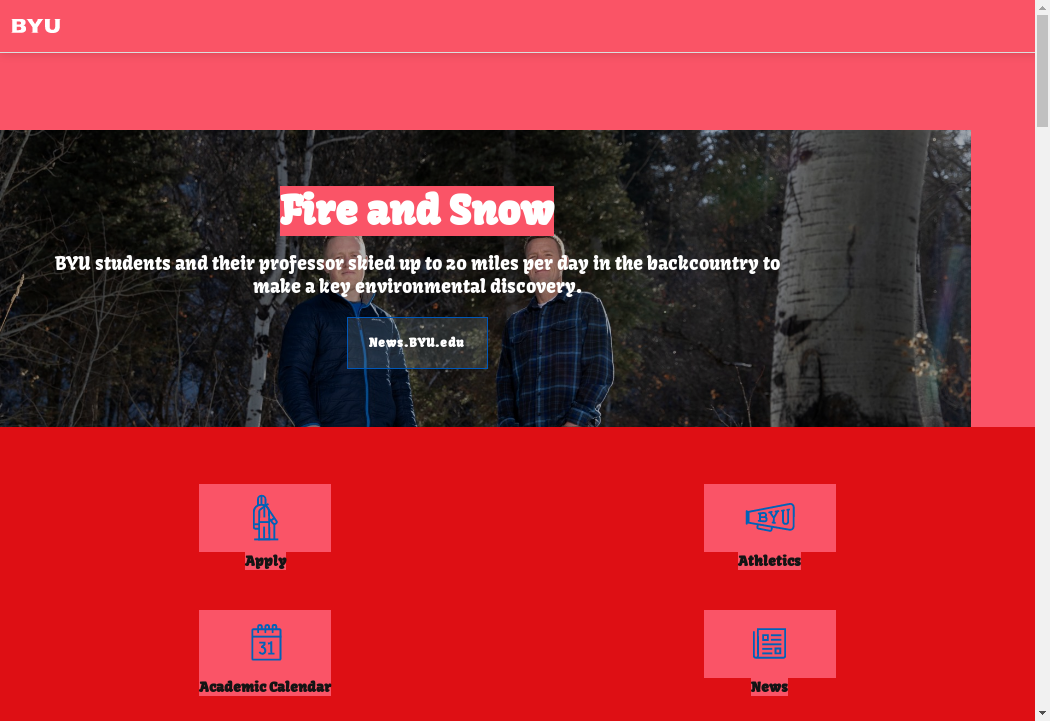 BYU
Fire and Snow
BYU students and their professor skied up to 20 miles per day in the backcountry to
make a key environmental discovery.
News.BYU.edu
BYU
Apply
Athletics
31
Academic Calendar
News